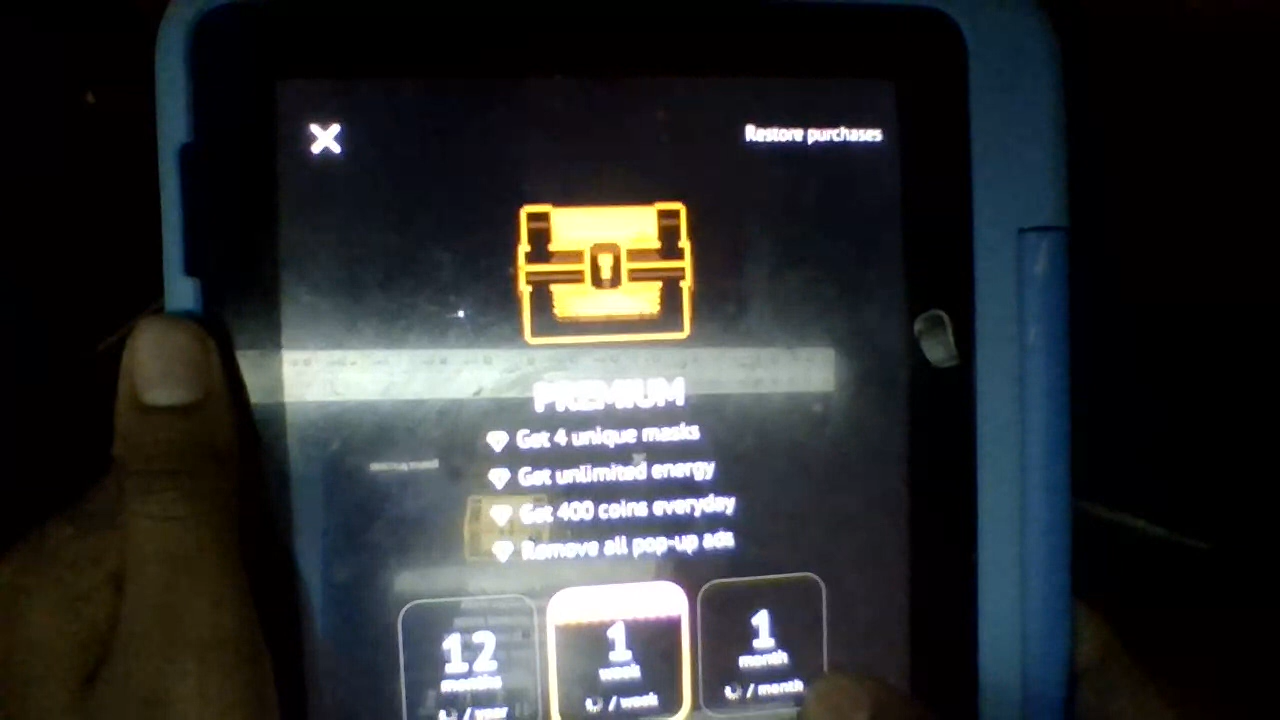 Restore purchases
PREMIUM
Get 4 unique masks
Get unlimited energy
Get 400 coins everyday
Remove all pop-up ads
12
months
/ year
1
week
/ week
1
month
/ month